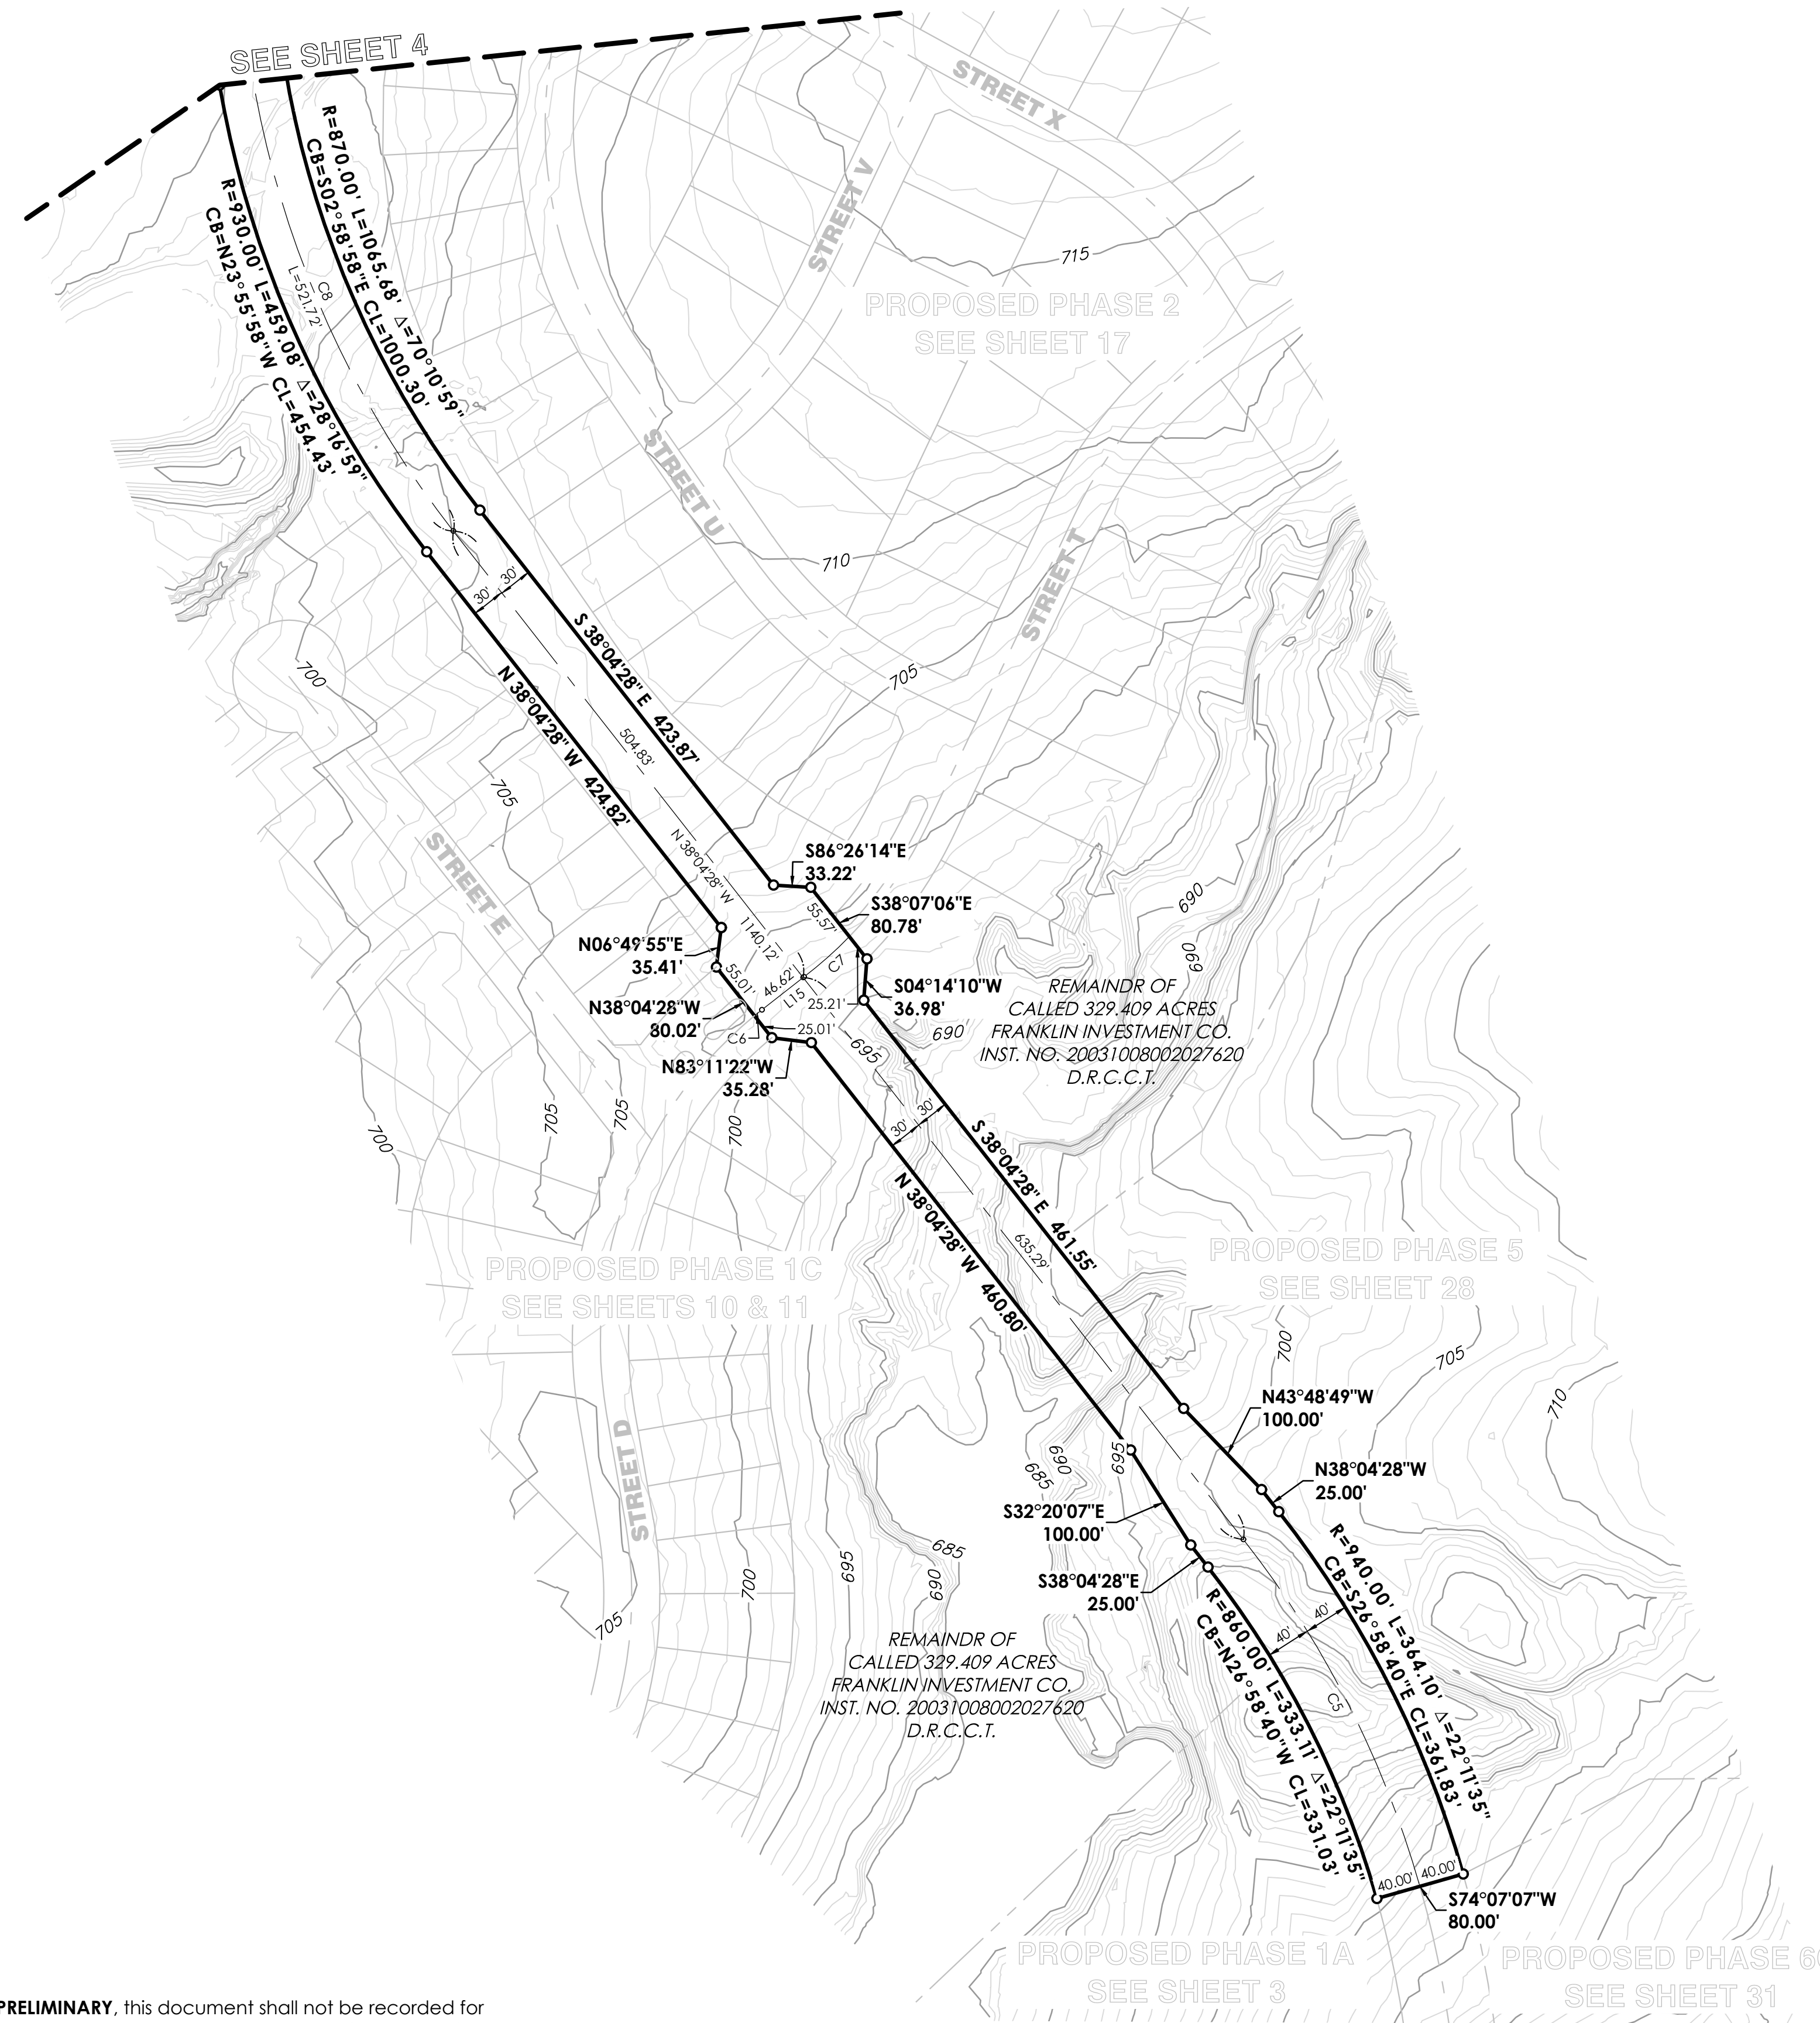 SEE SHEET 4
STREET X
STREET V
R=870.00' L=1065.68' Δ=70°10'59"
CB=S02°58'58"E CL=1000.30'
R=930.00' L=459.08' Δ=28°16'59"
CB=N23°55'58"W CL=454.43'
C8
L=521.72'
715
PROPOSED PHASE 2
SEE SHEET 17
STREET U
710
STREET T
30'
30'
S 38°04'28" E 423.87'
N 38°04'28" W 424.82'
700
705
504.83'
705
STREET E
N 38°04'28" W 1140.12'
S86°26'14"E
33.22'
55.57'
S38°07'06"E
80.78'
690
690
N06°49'55"E
35.41'
55.01'
46.62'
L15
C7
25.21'
S04°14'10"W
36.98'
N38°04'28"W
80.02'
C6
25.01'
N83°11'22"W
35.28'
695
690
REMAINDR OF
CALLED 329.409 ACRES
FRANKLIN INVESTMENT CO.
INST. NO. 20031008002027620
D.R.C.C.T.
700
705
705
700
30'
30'
S 38°04'28" E 461.55'
N 38°04'28" W 460.80'
635.29'
PROPOSED PHASE 1C
SEE SHEETS 10 & 11
PROPOSED PHASE 5
SEE SHEET 28
700
705
710
N43°48'49"W
100.00'
N38°04'28"W
25.00'
STREET D
690
685
695
S32°20'07"E
100.00'
S38°04'28"E
25.00'
685
695
700
690
705
R=940.00' L=364.10' Δ=22°11'35"
CB=S26°58'40"E CL=361.83'
R=860.00' L=333.11' Δ=22°11'35"
CB=N26°58'40"W CL=331.03'
40'
40'
C5
REMAINDR OF
CALLED 329.409 ACRES
FRANKLIN INVESTMENT CO.
INST. NO. 20031008002027620
D.R.C.C.T.
40.00'
40.00'
S74°07'07"W
80.00'
PROPOSED PHASE 1A
SEE SHEET 3
PROPOSED PHASE 6
SEE SHEET 31
PRELIMINARY, this document shall not be recorded for